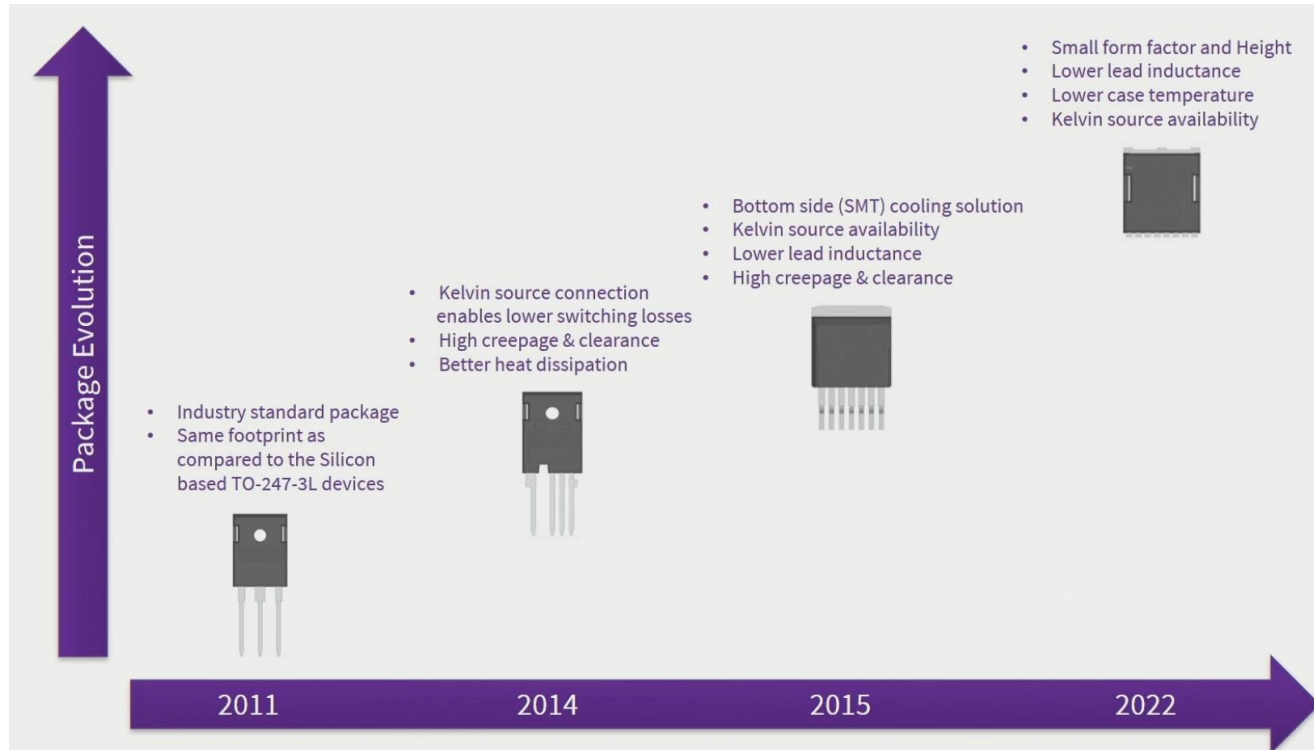 • Small form factor and Height
• Lower lead inductance
• Lower case temperature
• Kelvin source availability
• Bottom side (SMT) cooling solution
• Kelvin source availability
• Lower lead inductance
• High creepage & clearance
• Kelvin source connection
enables lower switching losses
• High creepage & clearance
• Better heat dissipation
• Industry standard package
• Same footprint as
compared to the Silicon
based TO-247-3L devices
Package Evolution
2011
2014
2015
2022